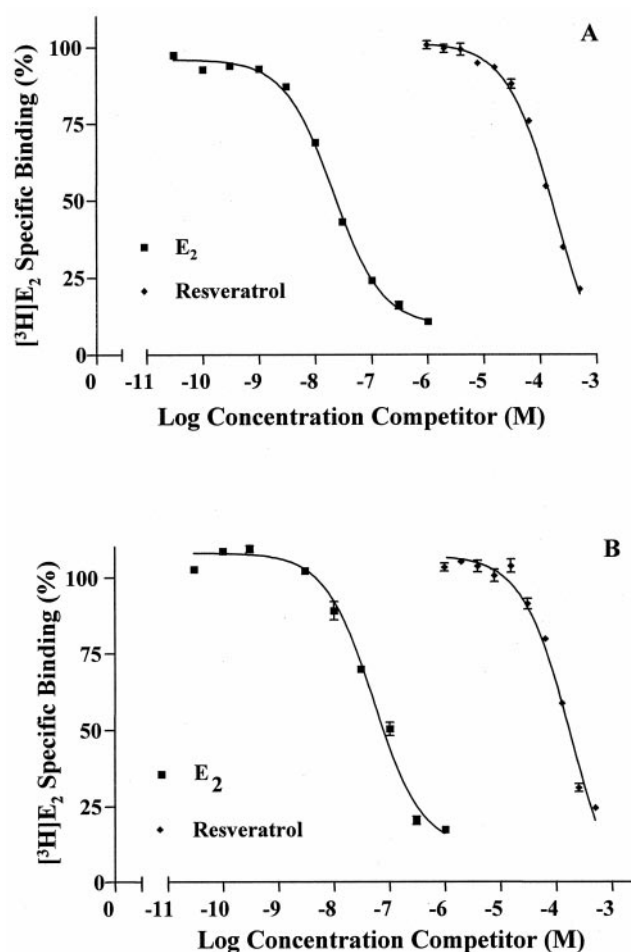 A
100
75
50
25
0
[³H]E₂ Specific Binding (%)
■ E₂
♦ Resveratrol
0 -11 -10 -9 -8 -7 -6 -5 -4 -3
Log Concentration Competitor (M)
B
100
75
50
25
0
[³H]E₂ Specific Binding (%)
■ E₂
♦ Resveratrol
0 -11 -10 -9 -8 -7 -6 -5 -4 -3
Log Concentration Competitor (M)